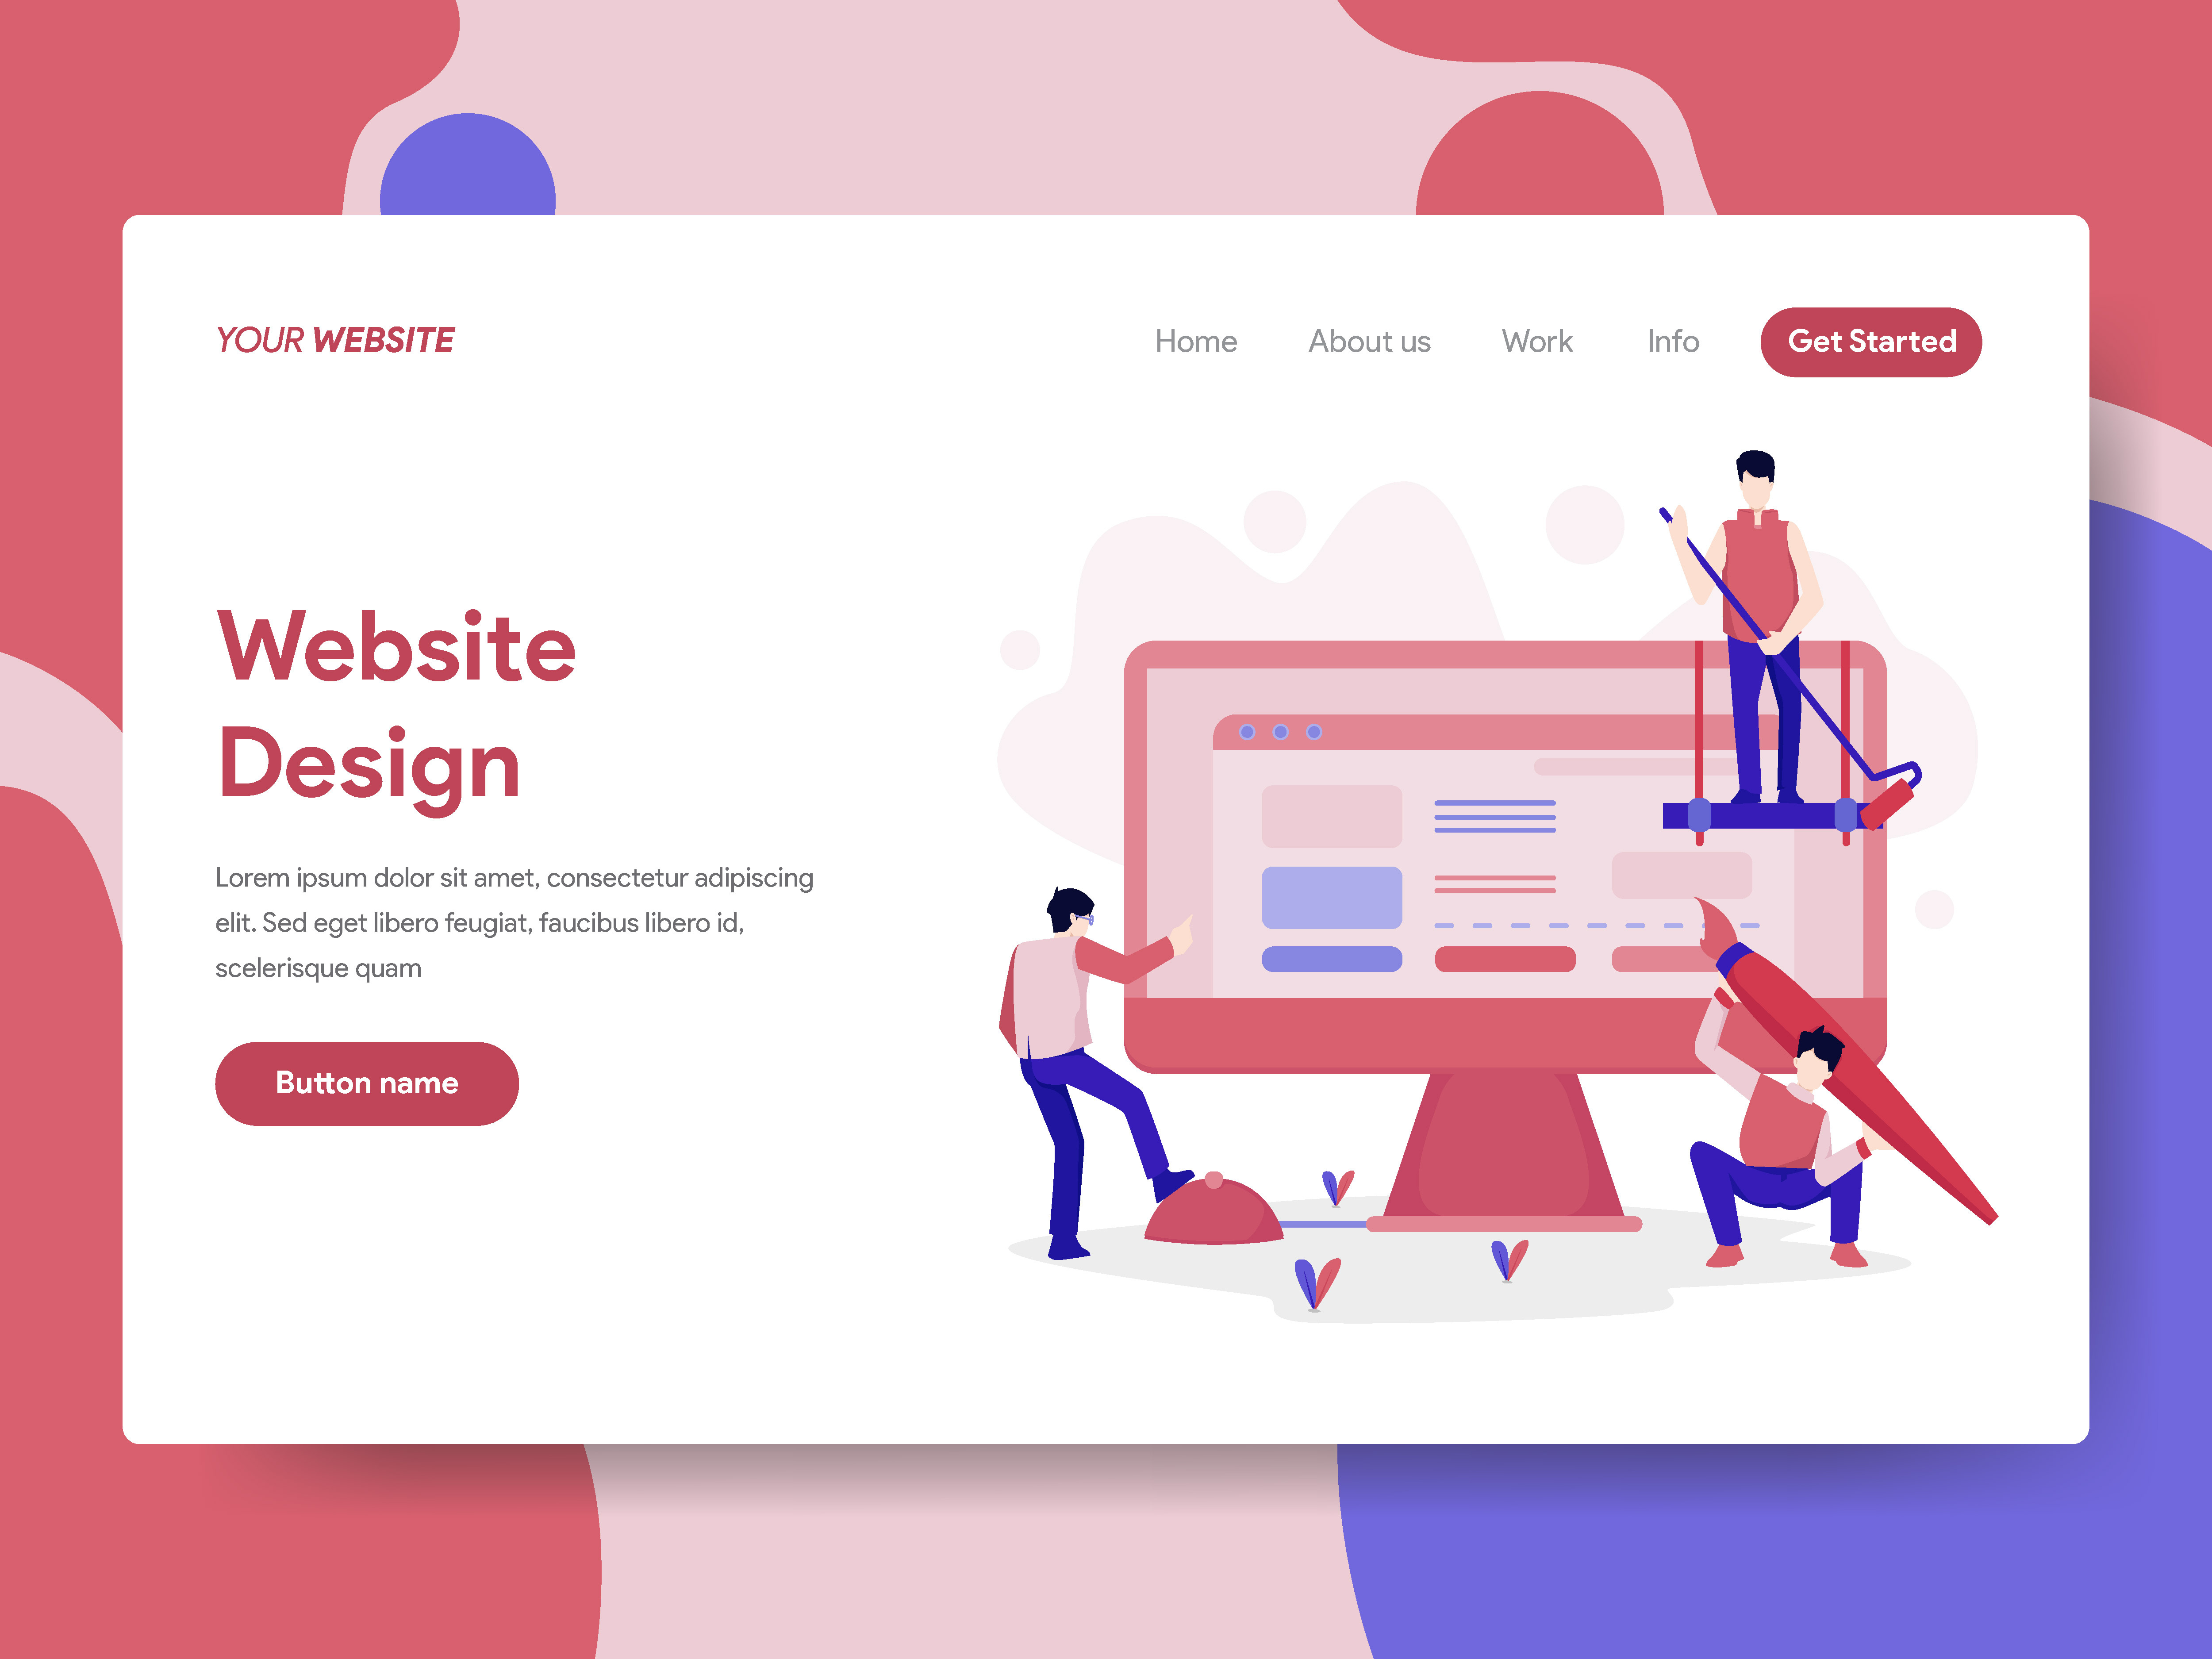 YOUR WEBSITE
Home
About us
Work
Info
Get Started
Website
Design
Lorem ipsum dolor sit amet, consectetur adipiscing
elit. Sed eget libero feugiat, faucibus libero id,
scelerisque quam
Button name